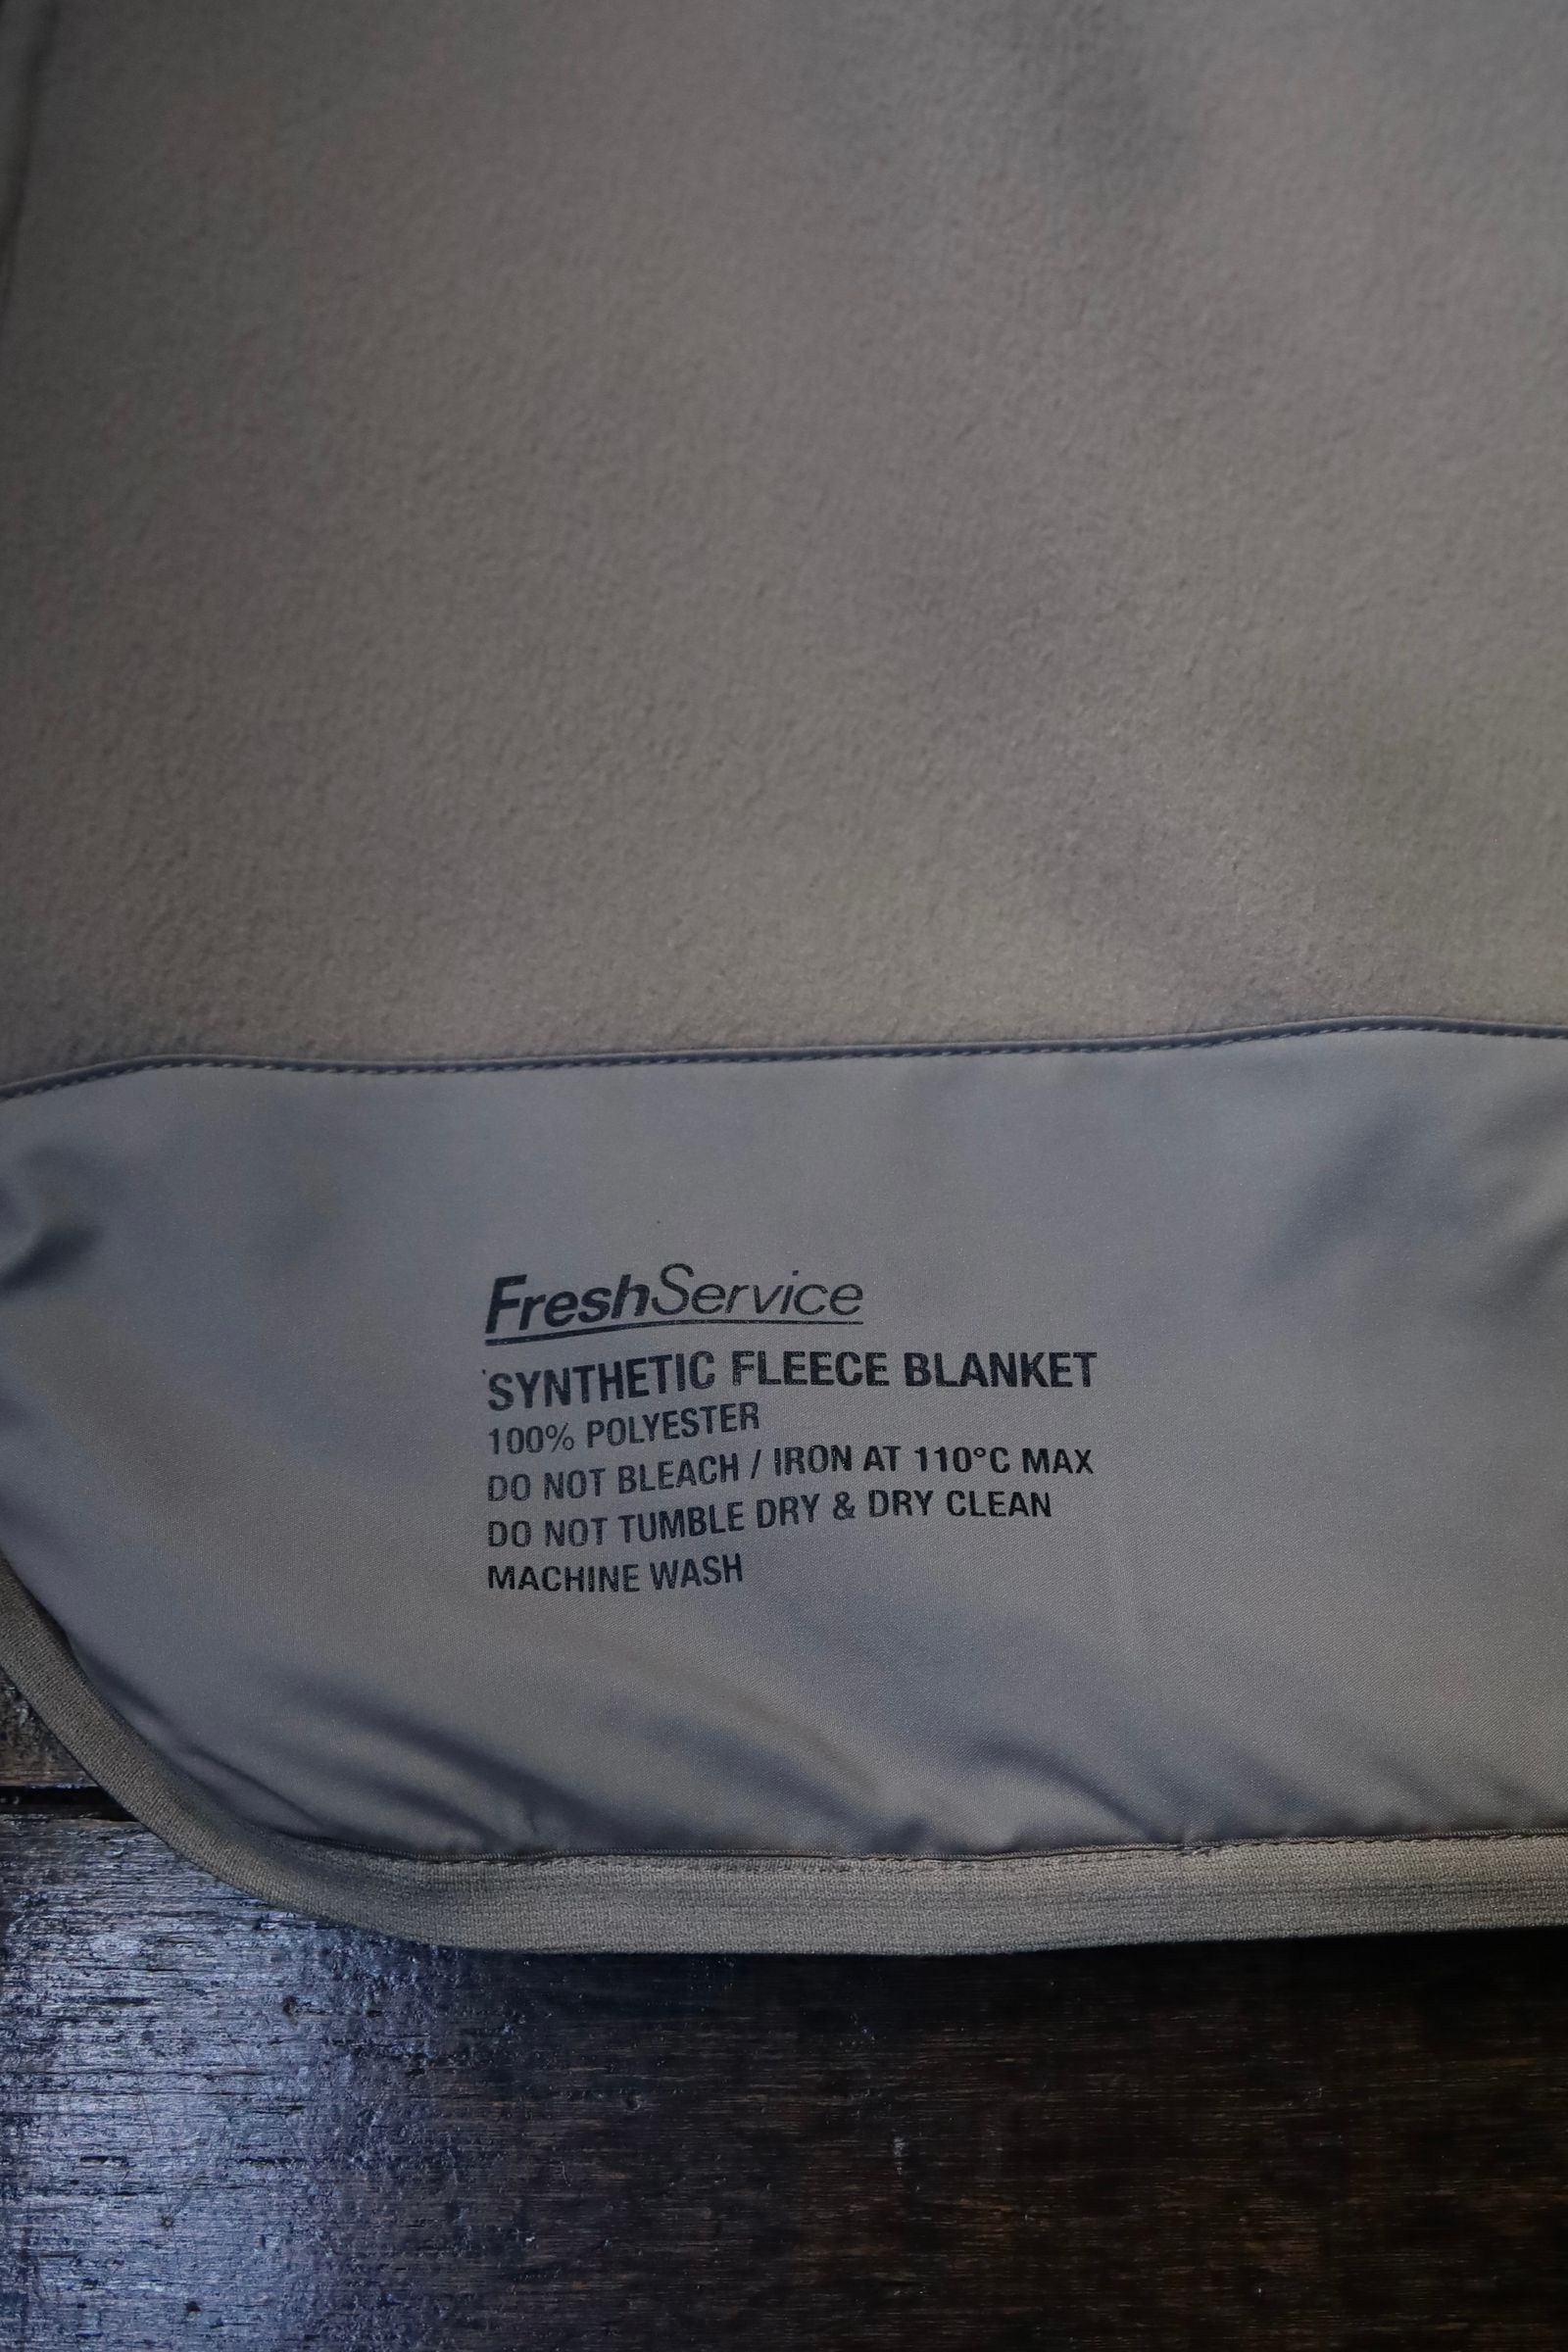 FreshService
SYNTHETIC FLEECE BLANKET
100% POLYESTER
DO NOT BLEACH / IRON AT 110°C MAX
DO NOT TUMBLE DRY & DRY CLEAN
MACHINE WASH